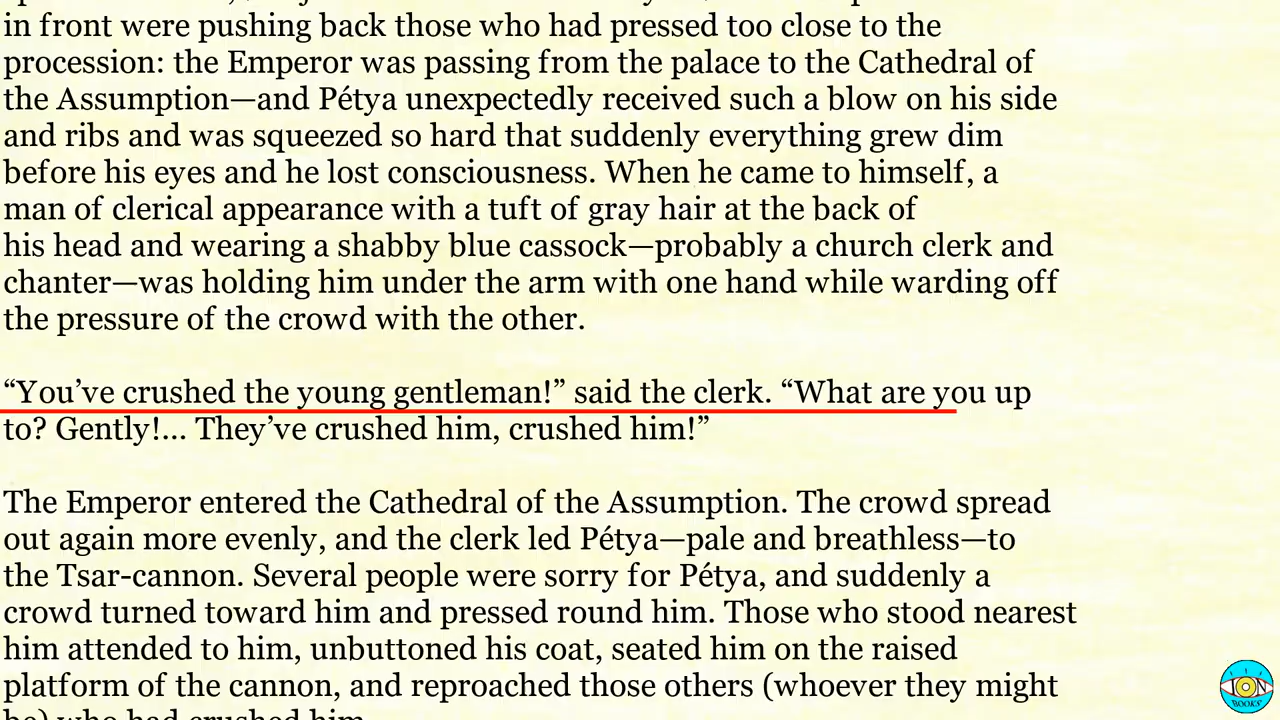 in front were pushing back those who had pressed too close to the
procession: the Emperor was passing from the palace to the Cathedral of
the Assumption—and Pétya unexpectedly received such a blow on his side
and ribs and was squeezed so hard that suddenly everything grew dim
before his eyes and he lost consciousness. When he came to himself, a
man of clerical appearance with a tuft of gray hair at the back of
his head and wearing a shabby blue cassock—probably a church clerk and
chanter—was holding him under the arm with one hand while warding off
the pressure of the crowd with the other.
“You’ve crushed the young gentleman!” said the clerk. “What are you up
to? Gently!... They’ve crushed him, crushed him!”
The Emperor entered the Cathedral of the Assumption. The crowd spread
out again more evenly, and the clerk led Pétya—pale and breathless—to
the Tsar-cannon. Several people were sorry for Pétya, and suddenly a
crowd turned toward him and pressed round him. Those who stood nearest
him attended to him, unbuttoned his coat, seated him on the raised
platform of the cannon, and reproached those others (whoever they might
be) who had crushed him.
ION
BOOKS